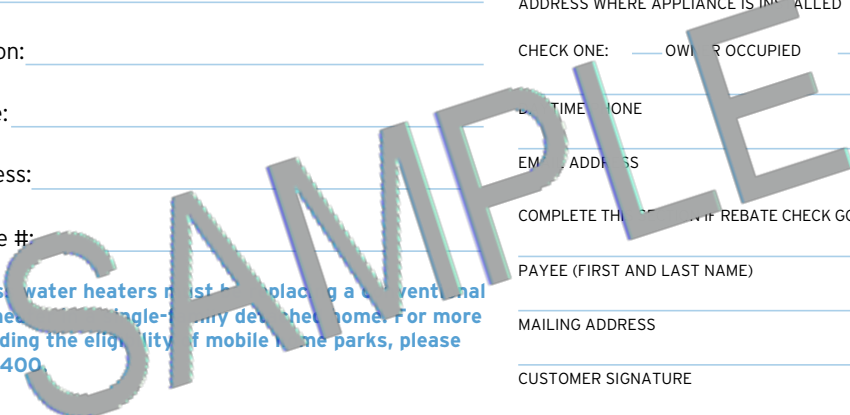 on:
e:
ess:
e #:
water heaters must be replacing a conventional
single-family detached home. For more
ding the eligibility of mobile home parks, please
400.
ADDRESS WHERE APPLIANCE IS INSTALLED
CHECK ONE: OWNER OCCUPIED
DAYTIME PHONE
EMAIL ADDRESS
COMPLETE THIS SECTION IF REBATE CHECK GO
PAYEE (FIRST AND LAST NAME)
MAILING ADDRESS
CUSTOMER SIGNATURE
SAMPLE